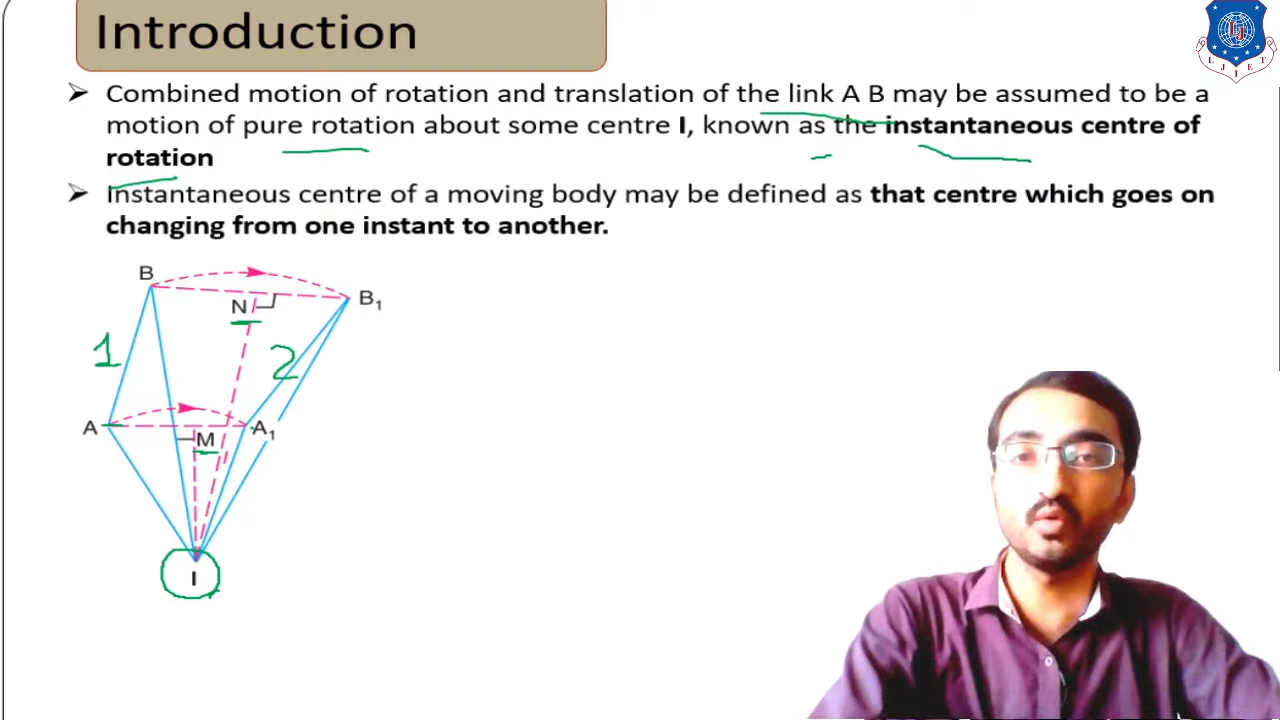 Introduction
➢ Combined motion of rotation and translation of the link A B may be assumed to be a
motion of pure rotation about some centre I, known as the instantaneous centre of
rotation
➢ Instantaneous centre of a moving body may be defined as that centre which goes on
changing from one instant to another.
B
B1
N
1
2
A
M
A1
I
L J I E T